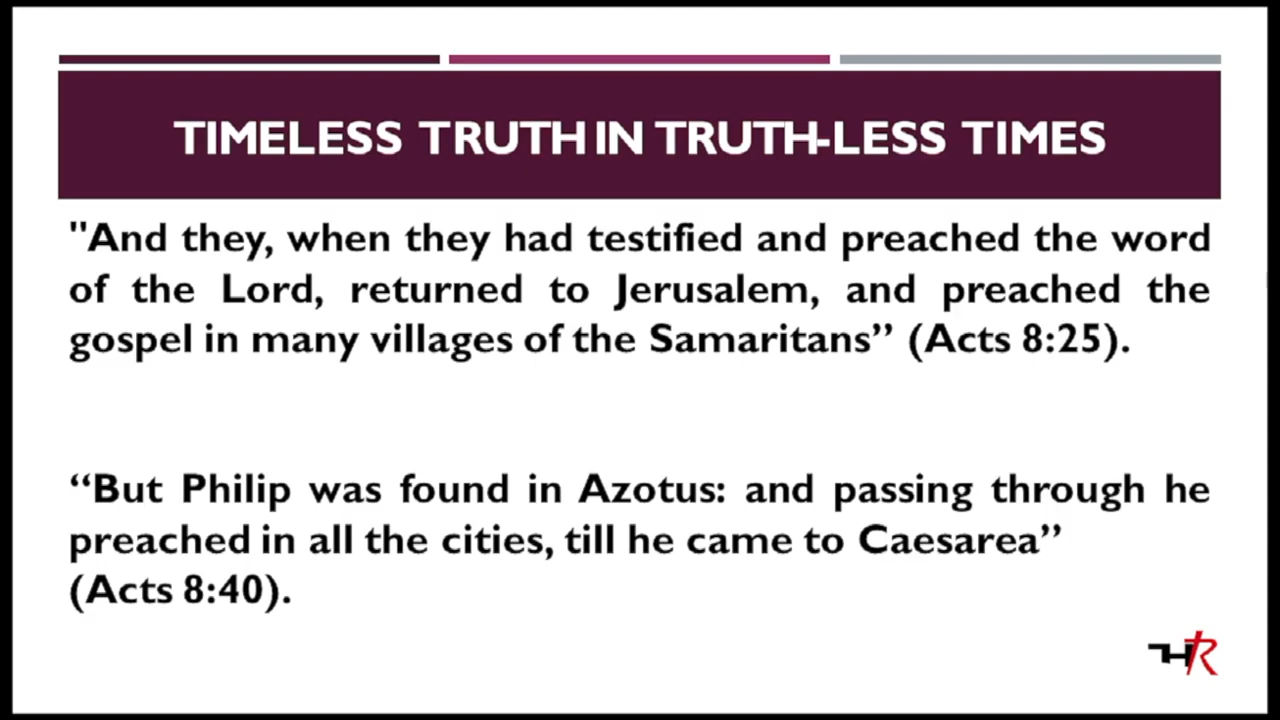 TIMELESS TRUTH IN TRUTH-LESS TIMES
"And they, when they had testified and preached the word
of the Lord, returned to Jerusalem, and preached the
gospel in many villages of the Samaritans” (Acts 8:25).
“But Philip was found in Azotus: and passing through he
preached in all the cities, till he came to Caesarea”
(Acts 8:40).